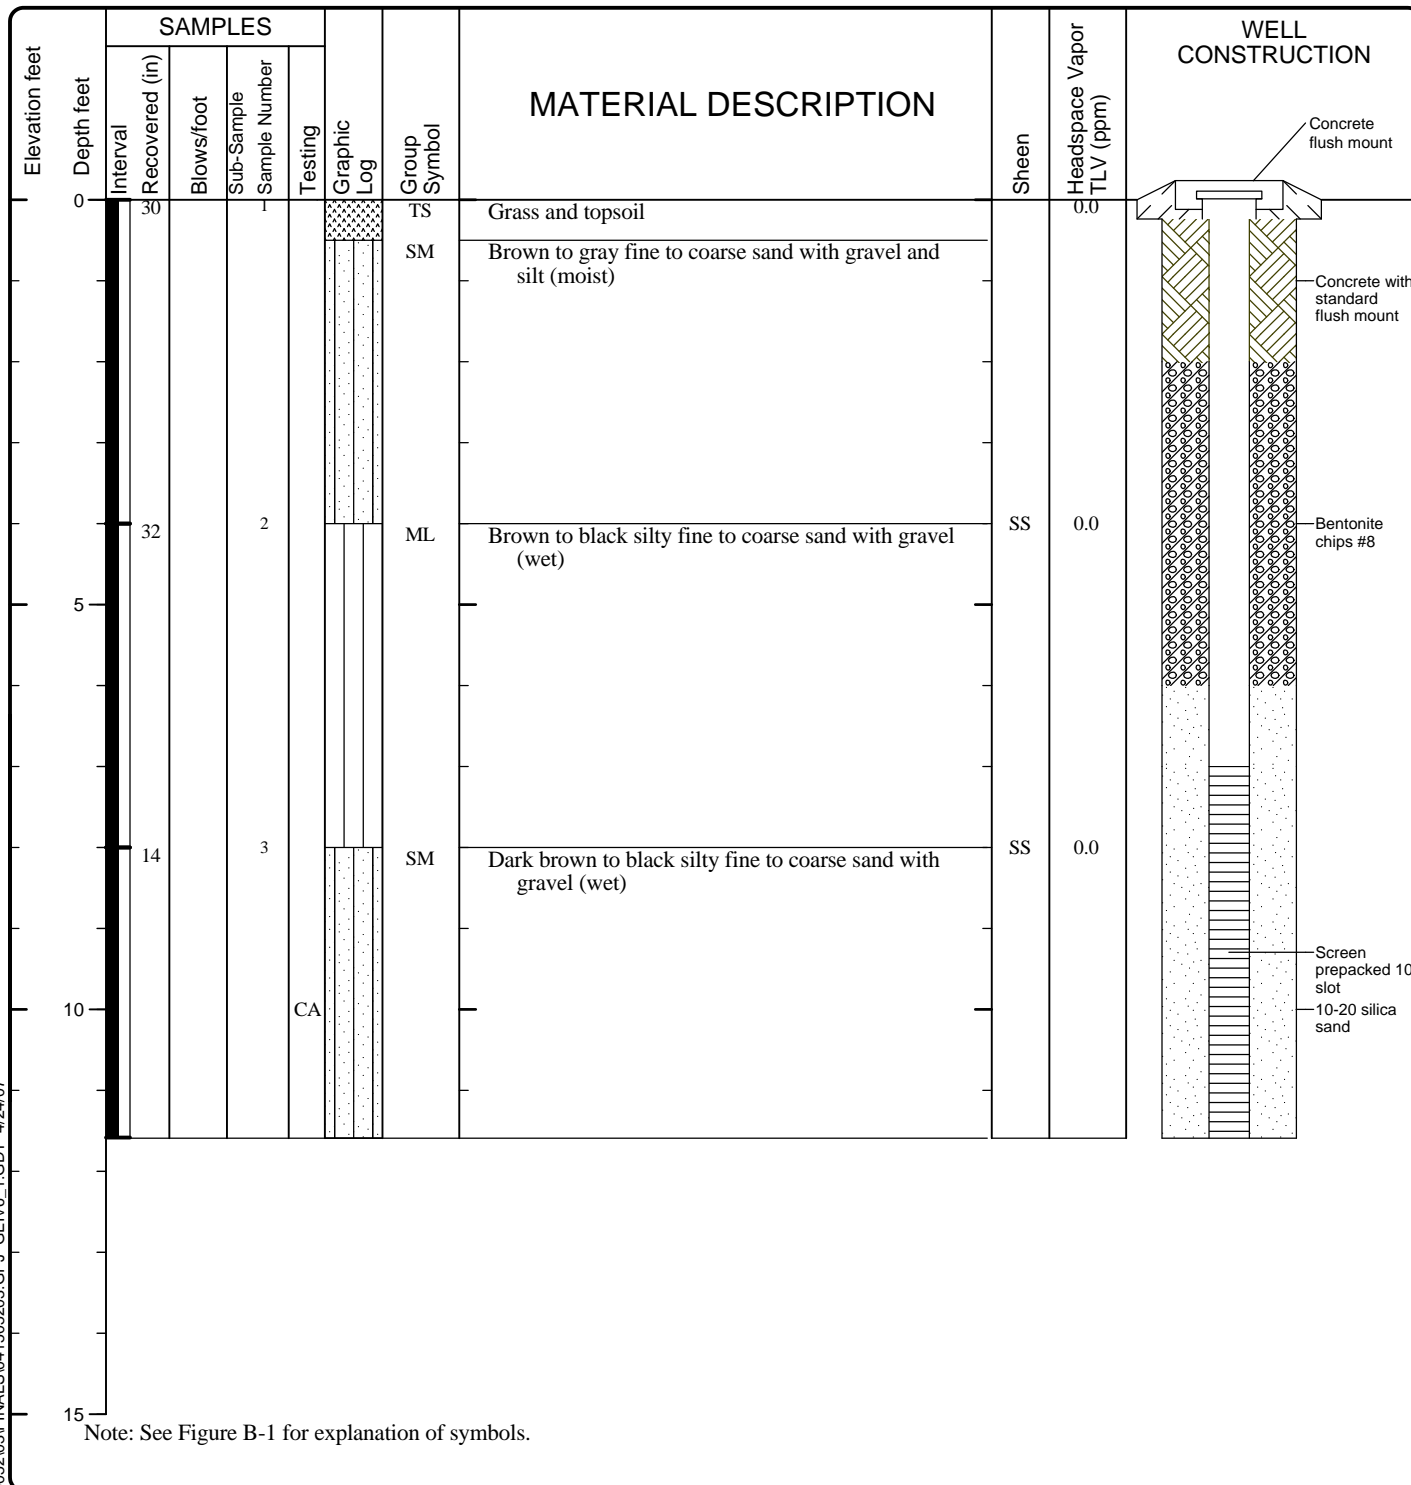 SAMPLES
Elevation feet
Depth feet
Interval
Recovered (in)
Blows/foot
Sub-Sample
Sample Number
Testing
Graphic
Log
Group
Symbol
MATERIAL DESCRIPTION
Sheen
Headspace Vapor
TLV (ppm)
WELL
CONSTRUCTION
Concrete
flush mount
0
30
1
TS
Grass and topsoil
0.0
SM
Brown to gray fine to coarse sand with gravel and
silt (moist)
Concrete with
standard
flush mount
32
2
ML
Brown to black silty fine to coarse sand with gravel
(wet)
SS
0.0
Bentonite
chips #8
5
14
3
SM
Dark brown to black silty fine to coarse sand with
gravel (wet)
SS
0.0
Screen
prepacked 10
slot
10
CA
10-20 silica
sand
15
Note: See Figure B-1 for explanation of symbols.